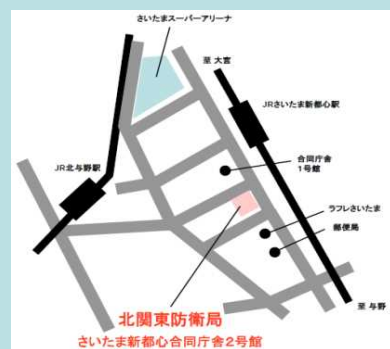 さいたまスーパーアリーナ
至 大宮
JRさいたま新都心駅
JR北与野駅
合同庁舎
1号館
ラフレさいたま
郵便局
至 与野
北関東防衛局
さいたま新都心合同庁舎2号館